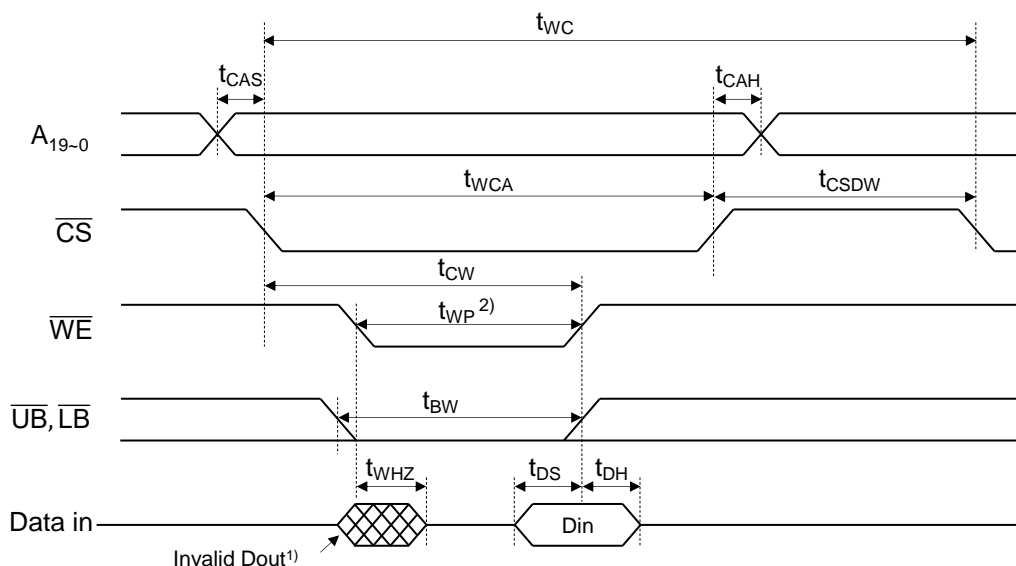 tWC
tCAS
tCAH
A19~0
tWCA
tCSDW
CS
tCW
tWP 2)
WE
tBW
UB, LB
tWHZ
tDS
tDH
Data in
Din
Invalid Dout1)